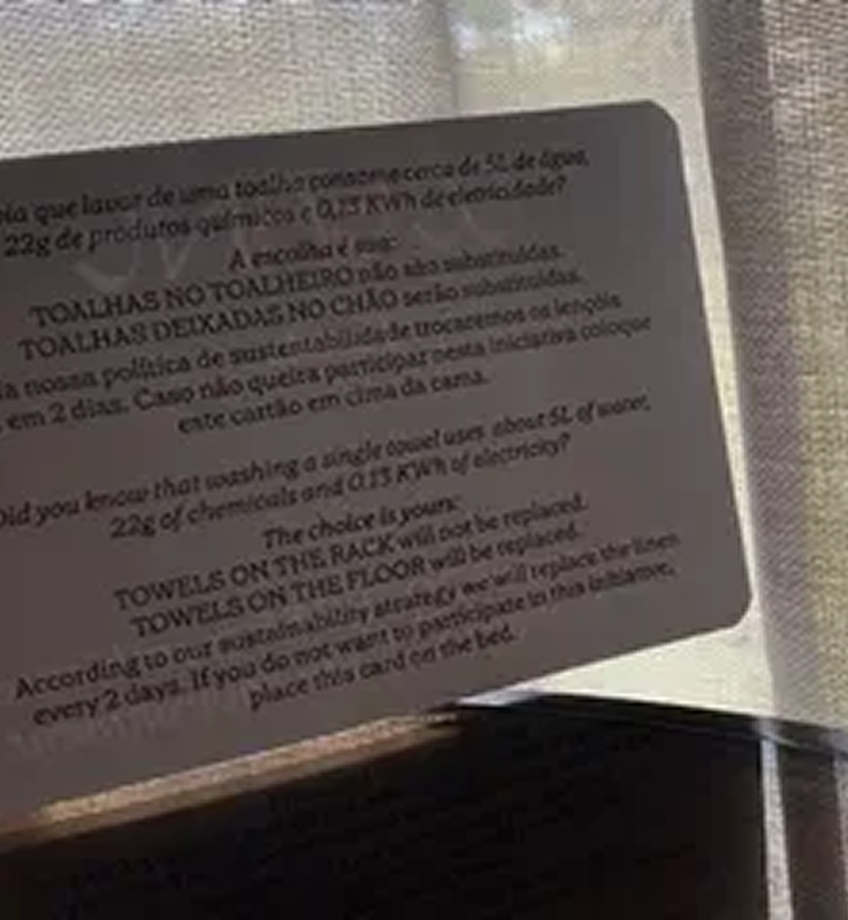 que lavar de uma toalha consome cerca de 5L de água,
22g de produtos químicos e 0,13 KWh de eletricidade?
A escolha é sua:
TOALHAS NO TOALHEIRO não são substituídas.
TOALHAS DEIXADAS NO CHÃO serão substituídas.
nossa política de sustentabilidade trocaremos os lençóis
em 2 dias. Caso não queira participar nesta iniciativa coloque
este cartão em cima da cama.
Did you know that washing a single towel uses about 5L of water,
22g of chemicals and 0.13 KWh of electricity?
The choice is yours:
TOWELS ON THE RACK will not be replaced.
TOWELS ON THE FLOOR will be replaced.
According to our sustainability strategy we will replace the linen
every 2 days. If you do not want to participate in this initiative,
place this card on the bed.